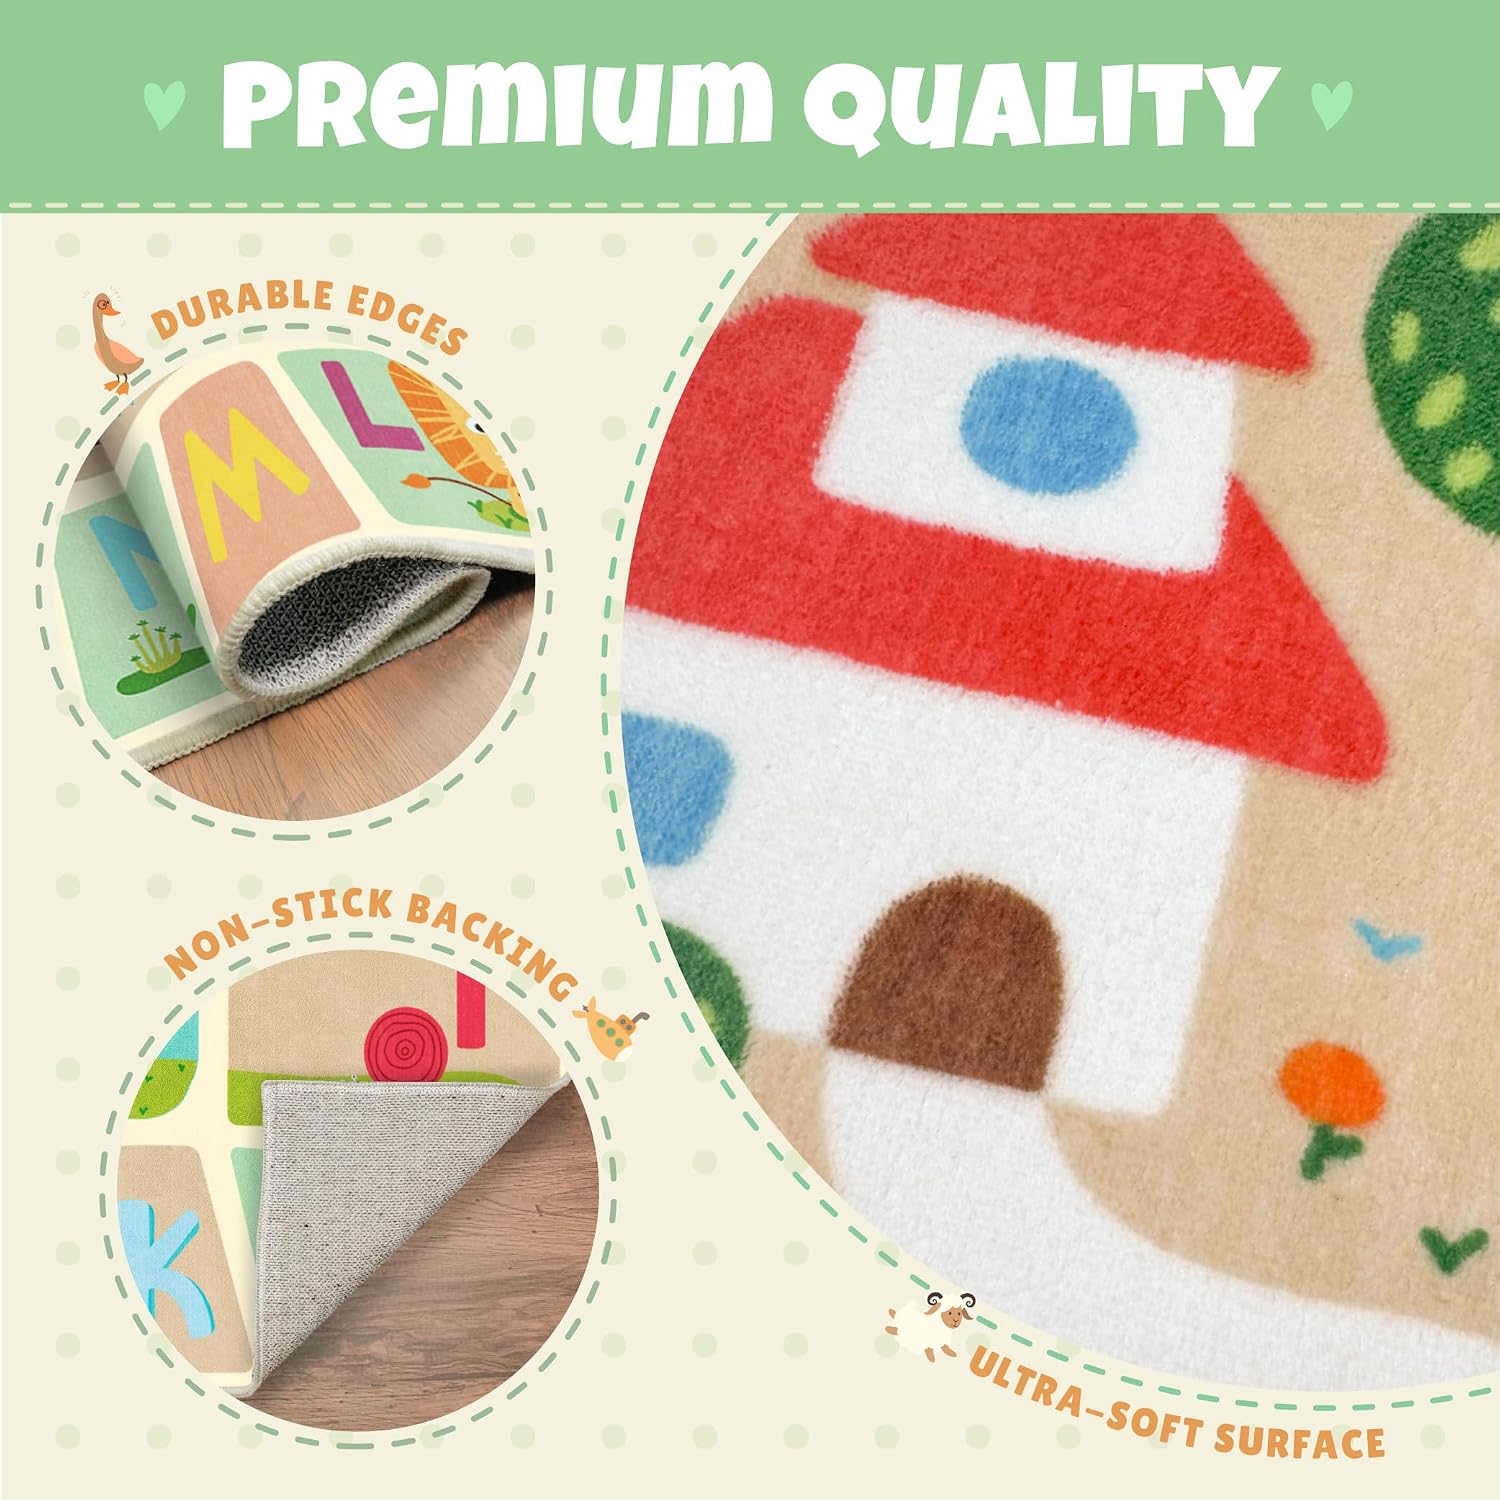 PREMIUM QUALITY
DURABLE EDGES
N M L
NON-STICK BACKING
K
ULTRA-SOFT SURFACE